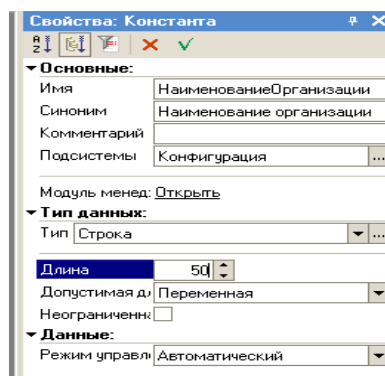 Свойства: Константа
Основные:
Имя НаименованиеОрганизации
Синоним Наименование организации
Комментарий
Подсистемы Конфигурация ...
Модуль менед: Открыть
Тип данных:
Тип Строка ...
Длина 50
Допустимая д Переменная
Неограниченна
Данные:
Режим управл Автоматический